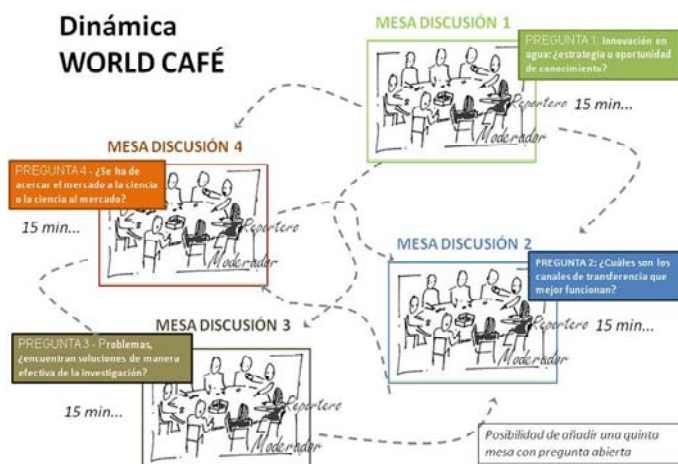 Dinámica
WORLD CAFÉ
MESA DISCUSIÓN 1
PREGUNTA 1: Innovación en
agua: ¿estrategia u oportunidad
de conocimiento?
Reportero
15 min...
Moderador
MESA DISCUSIÓN 4
PREGUNTA 4 - ¿Se ha de
acercar el mercado a la ciencia
o la ciencia al mercado?
15 min...
Reportero
Moderador
MESA DISCUSIÓN 2
PREGUNTA 2: ¿Cuáles son los
canales de transferencia que
mejor funcionan?
Reportero
15 min...
Moderador
MESA DISCUSIÓN 3
PREGUNTA 3 - Problemas,
¿encuentran soluciones de manera
efectiva de la investigación?
15 min...
Reportero
Moderador
Posibilidad de añadir una quinta
mesa con pregunta abierta